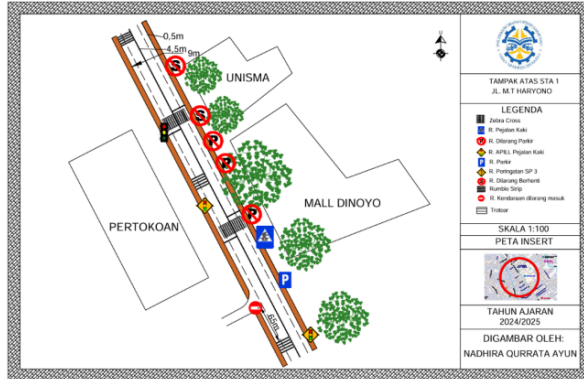 0,5m
4,5m
9m
UNISMA
MALL DINOYO
PERTOKOAN
65m
S
S
P
P
P
P
TAMPAK ATAS STA 1
JL. M.T HARYONO
LEGENDA
Zebra Cross
R. Pejalan Kaki
R. Dilarang Parkir
R. APILL Pejalan Kaki
R. Parkir
R. Peringatan SP 3
R. Dilarang Berhenti
Rumble Strip
R. Kendaraan dilarang masuk
Trotoar
SKALA 1:100
PETA INSERT
TAHUN AJARAN
2024/2025
DIGAMBAR OLEH:
NADHIRA QURRATA AYUN